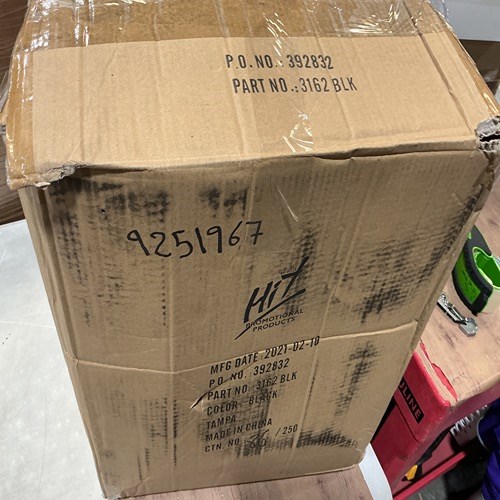 P.O. NO.: 392832
PART NO.: 3162 BLK
9251967
Hit
PROMOTIONAL
PRODUCTS
MFG DATE 2021-02-10
P.O. NO. 392832
PART NO. 3162 BLK
COLOR BLACK
TAMPA
MADE IN CHINA
CTN. NO. /250